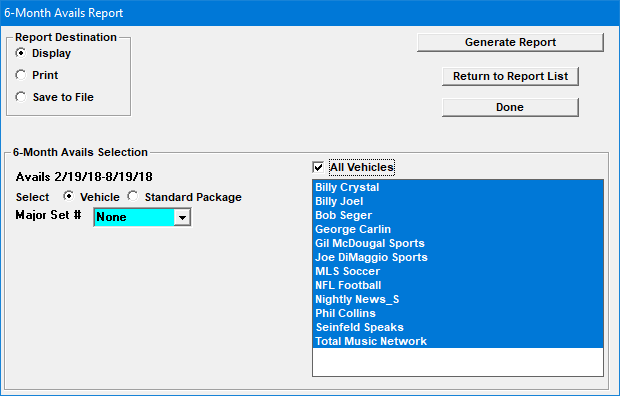 6-Month Avails Report
Report Destination
Display
Print
Save to File
Generate Report
Return to Report List
Done
6-Month Avails Selection
Avails 2/19/18-8/19/18
Select Vehicle Standard Package
Major Set # None
All Vehicles
Billy Crystal
Billy Joel
Bob Seger
George Carlin
Gil McDougal Sports
Joe DiMaggio Sports
MLS Soccer
NFL Football
Nightly News_S
Phil Collins
Seinfeld Speaks
Total Music Network